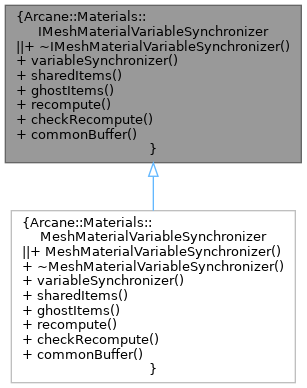 {Arcane::Materials::
IMeshMaterialVariableSynchronizer
||+ ~IMeshMaterialVariableSynchronizer()
+ variableSynchronizer()
+ sharedItems()
+ ghostItems()
+ recompute()
+ checkRecompute()
+ commonBuffer()
}
{Arcane::Materials::
MeshMaterialVariableSynchronizer
||+ MeshMaterialVariableSynchronizer()
+ ~MeshMaterialVariableSynchronizer()
+ variableSynchronizer()
+ sharedItems()
+ ghostItems()
+ recompute()
+ checkRecompute()
+ commonBuffer()
}